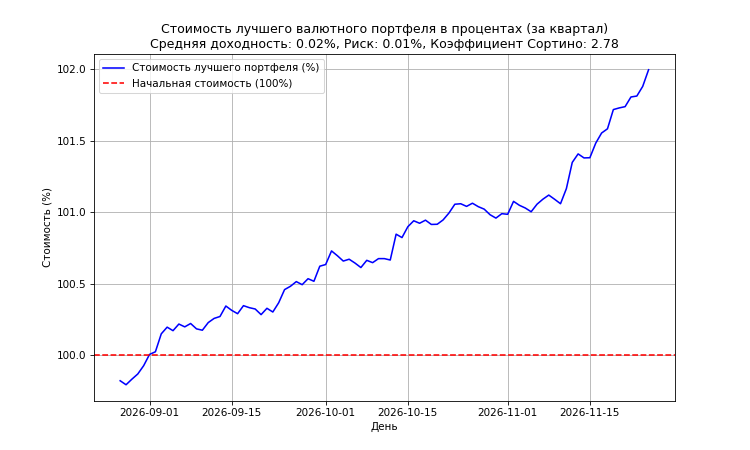 Стоимость лучшего валютного портфеля в процентах (за квартал)
Средняя доходность: 0.02%, Риск: 0.01%, Коэффициент Сортино: 2.78
Стоимость лучшего портфеля (%)
Начальная стоимость (100%)
Стоимость (%)
102.0
101.5
101.0
100.5
100.0
2026-09-01 2026-09-15 2026-10-01 2026-10-15 2026-11-01 2026-11-15
День